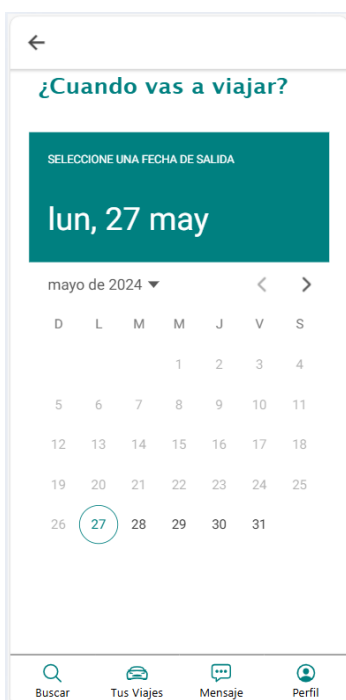 ¿Cuando vas a viajar?
SELECCIONE UNA FECHA DE SALIDA
lun, 27 may
mayo de 2024
D L M M J V S
1 2 3 4
5 6 7 8 9 10 11
12 13 14 15 16 17 18
19 20 21 22 23 24 25
26 27 28 29 30 31
Buscar Tus Viajes Mensaje Perfil